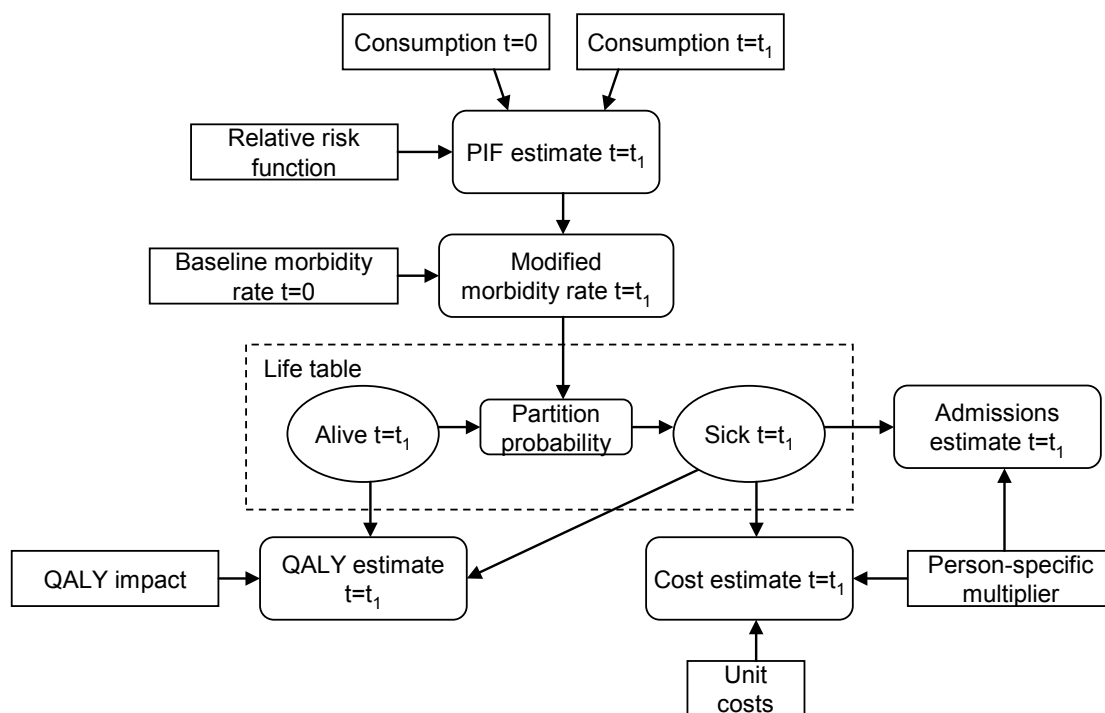 Consumption t=0
Consumption t=t₁
Relative risk
function
PIF estimate t=t₁
Baseline morbidity
rate t=0
Modified
morbidity rate t=t₁
Life table
Alive t=t₁
Partition
probability
Sick t=t₁
Admissions
estimate t=t₁
QALY impact
QALY estimate
t=t₁
Cost estimate t=t₁
Person-specific
multiplier
Unit
costs